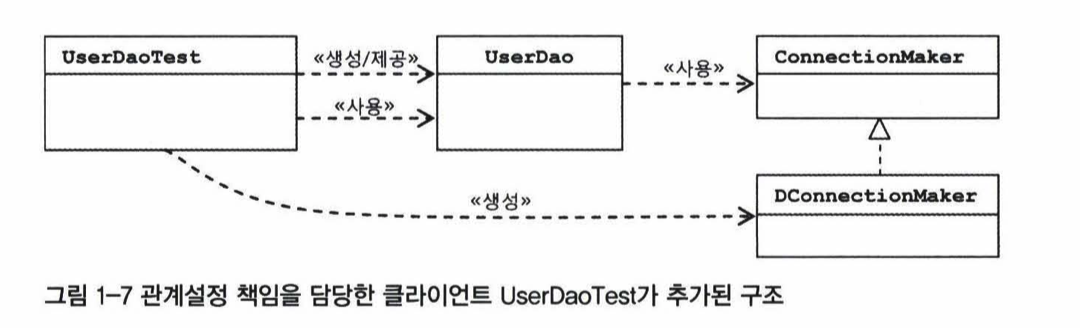 UserDaoTest
«생성/제공»
«사용»
UserDao
«사용»
ConnectionMaker
«생성»
DConnectionMaker
그림 1-7 관계설정 책임을 담당한 클라이언트 UserDaoTest가 추가된 구조